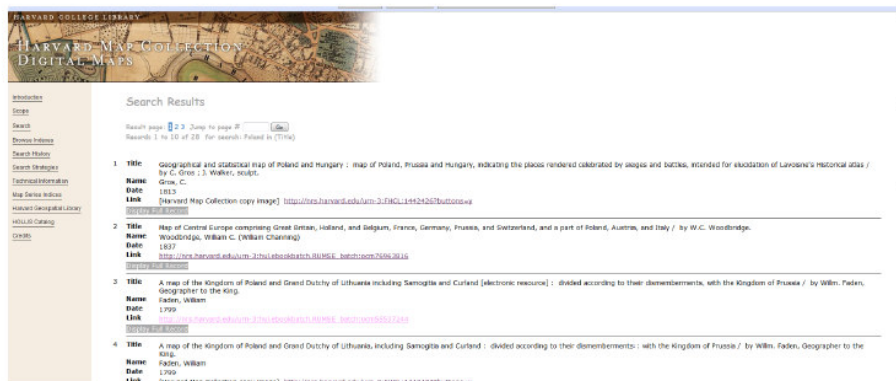 HARVARD COLLEGE LIBRARY
HARVARD MAP COLLECTION
DIGITAL MAPS
Introduction
Scope
Search
Browse Indexes
Search History
Search Strategies
Technical Information
Map Series Indices
Harvard Geospatial Library
HOLLIS Catalog
Credits
Search Results
Result page: 1 2 3 Jump to page # Go
Records 1 to 10 of 28 for search: Poland in (Title)
1 Title Geographical and statistical map of Poland and Hungary : map of Poland, Prussia and Hungary, indicating the places rendered celebrated by sieges and battles, intended for elucidation of Lavoisne's Historical atlas /
by C. Gros ; J. Walker, sculpt.
Name Gros, C.
Date 1813
Link [Harvard Map Collection copy image] http://nrs.harvard.edu/urn-3:FHCL:1442426?buttons=y
Display Full Record
2 Title Map of Central Europe comprising Great Britain, Holland, and Belgium, France, Germany, Prussia, and Switzerland, and a part of Poland, Austria, and Italy / by W.C. Woodbridge.
Name Woodbridge, William C. (William Channing)
Date 1837
Link
Display Full Record
3 Title A map of the Kingdom of Poland and Grand Dutchy of Lithuania including Samogitia and Curland [electronic resource] : divided according to their dismemberments, with the Kingdom of Prussia / by Willm. Faden,
Geographer to the King.
Name Faden, William
Date 1799
Link
Display Full Record
4 Title A map of the Kingdom of Poland and Grand Dutchy of Lithuania, including Samogitia and Curland : divided according to their dismemberments : with the Kingdom of Prussia / by Willm. Faden, Geographer to the
King.
Name Faden, William
Date 1799